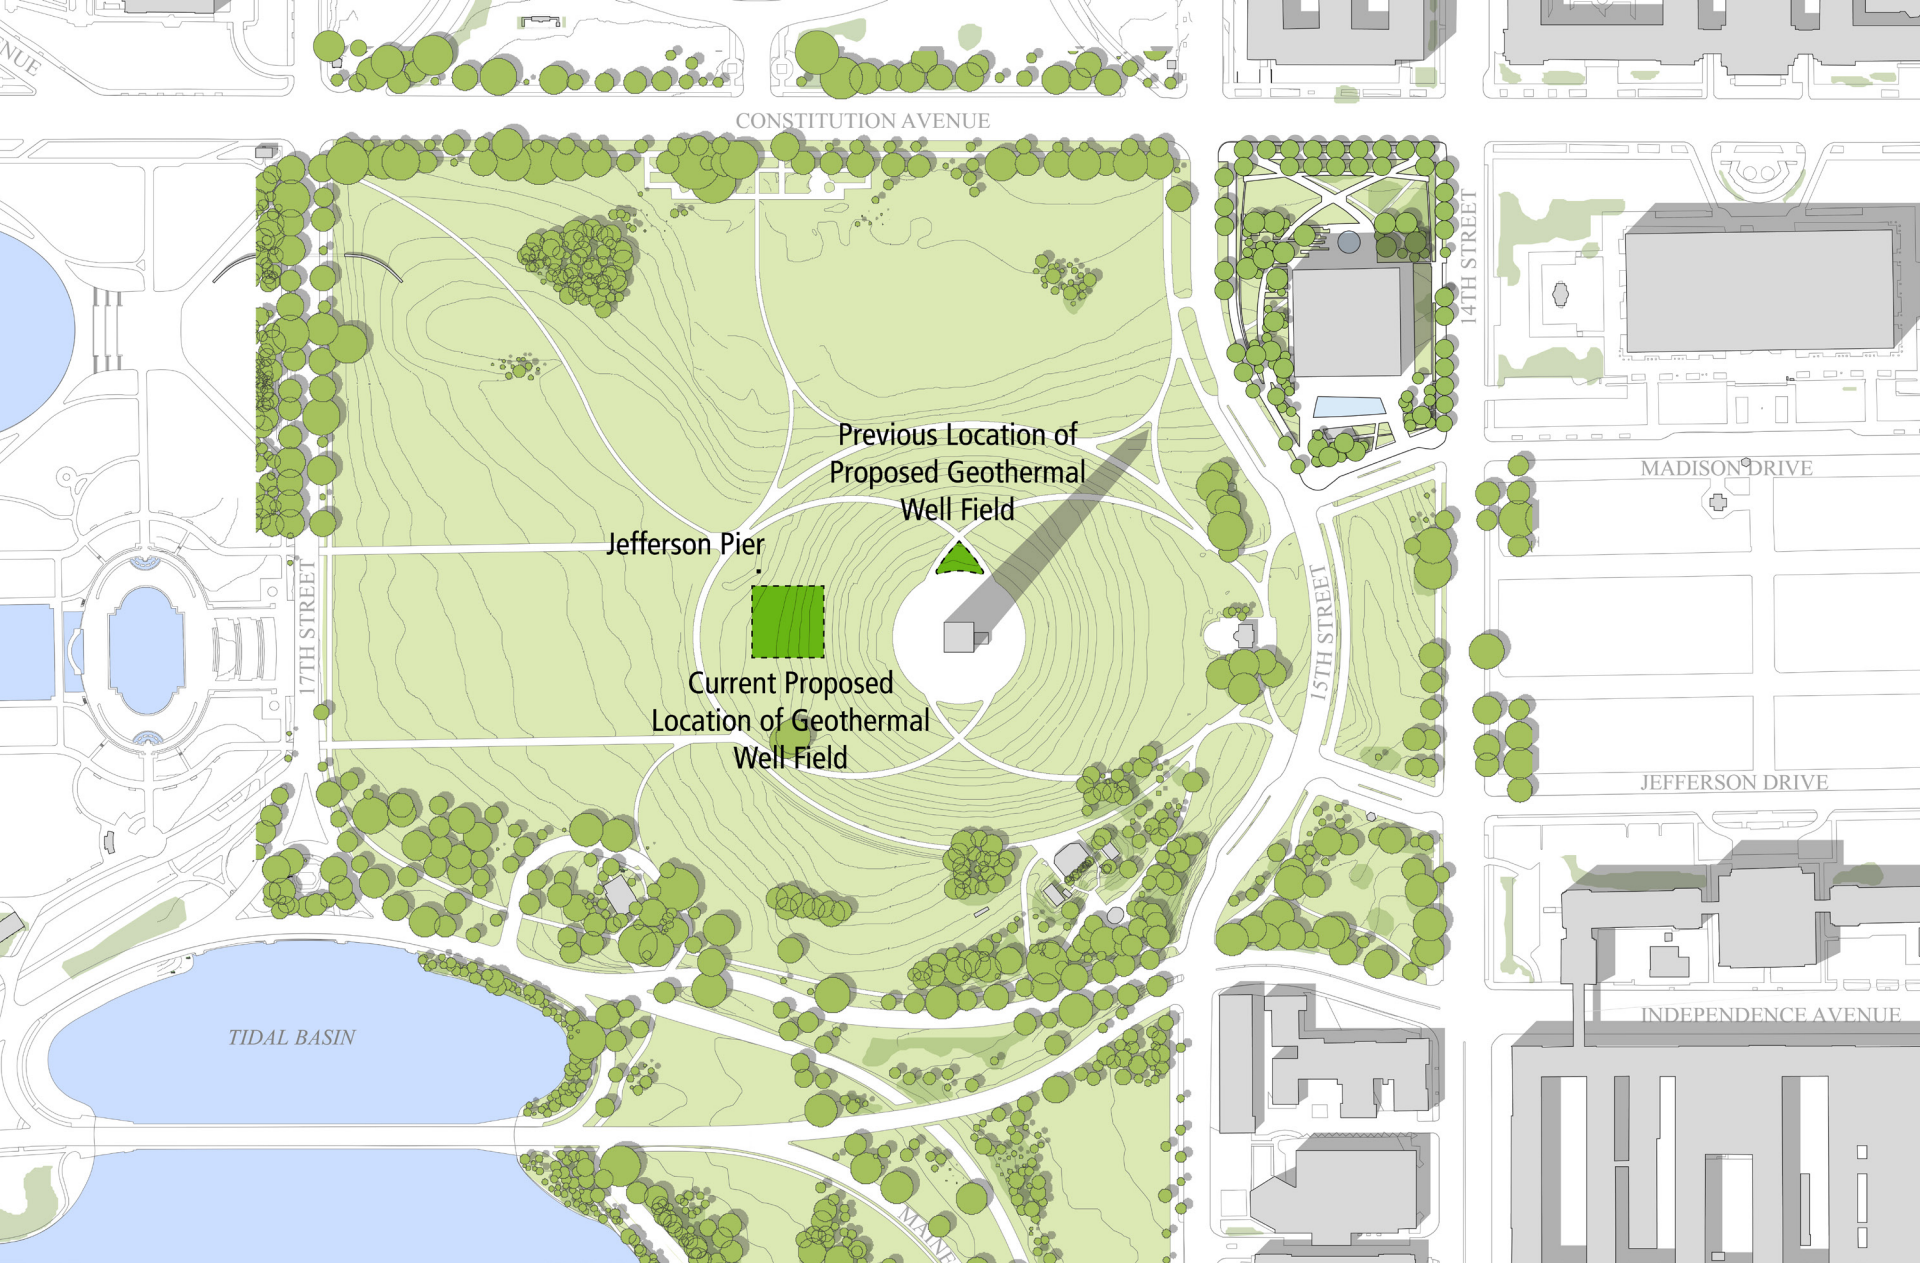 NUE
CONSTITUTION AVENUE
14TH STREET
Previous Location of
Proposed Geothermal
Well Field
MADISON DRIVE
Jefferson Pier
17TH STREET
15TH STREET
Current Proposed
Location of Geothermal
Well Field
JEFFERSON DRIVE
INDEPENDENCE AVENUE
TIDAL BASIN
MAINE